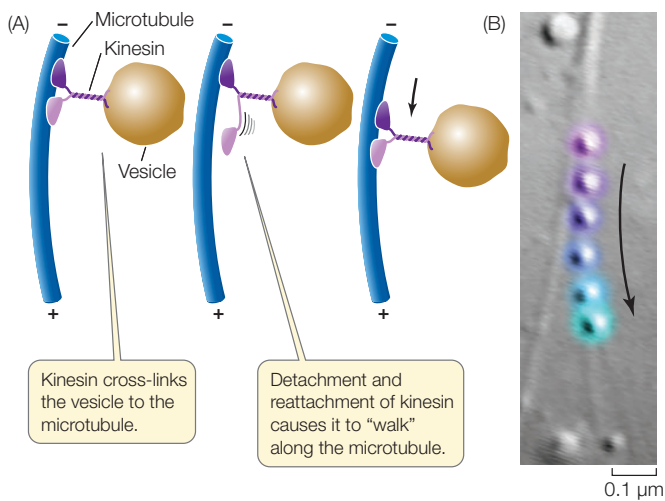 (A)
Microtubule
Kinesin
Vesicle
–
–
–
+
+
+
Kinesin cross-links
the vesicle to the
microtubule.
Detachment and
reattachment of kinesin
causes it to “walk”
along the microtubule.
(B)
0.1 µm